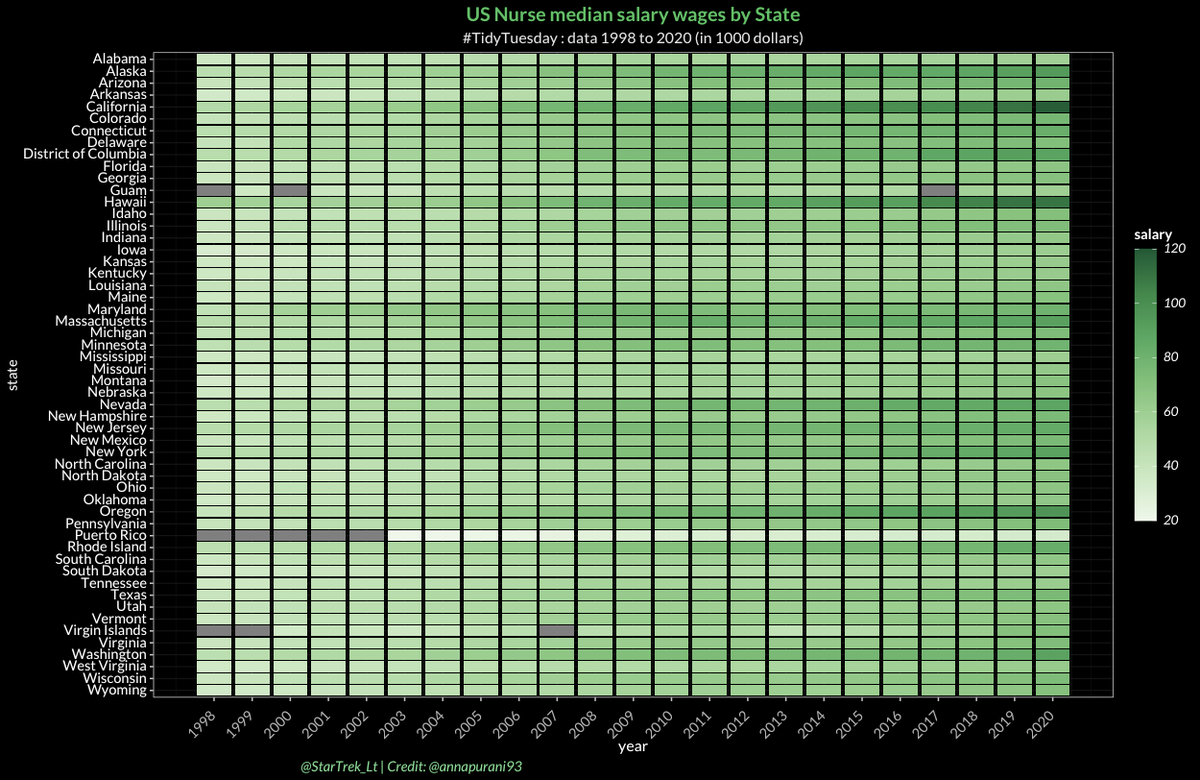 US Nurse median salary wages by State
#TidyTuesday : data 1998 to 2020 (in 1000 dollars)
Alabama
Alaska
Arizona
Arkansas
California
Colorado
Connecticut
Delaware
District of Columbia
Florida
Georgia
Guam
Hawaii
Idaho
Illinois
Indiana
Iowa
Kansas
Kentucky
Louisiana
Maine
Maryland
Massachusetts
Michigan
Minnesota
Mississippi
Missouri
Montana
Nebraska
Nevada
New Hampshire
New Jersey
New Mexico
New York
North Carolina
North Dakota
Ohio
Oklahoma
Oregon
Pennsylvania
Puerto Rico
Rhode Island
South Carolina
South Dakota
Tennessee
Texas
Utah
Vermont
Virgin Islands
Virginia
Washington
West Virginia
Wisconsin
Wyoming
state
1998 1999 2000 2001 2002 2003 2004 2005 2006 2007 2008 2009 2010 2011 2012 2013 2014 2015 2016 2017 2018 2019 2020
year
salary
120
100
80
60
40
20
@StarTrek_Lt | Credit: @annapurani93